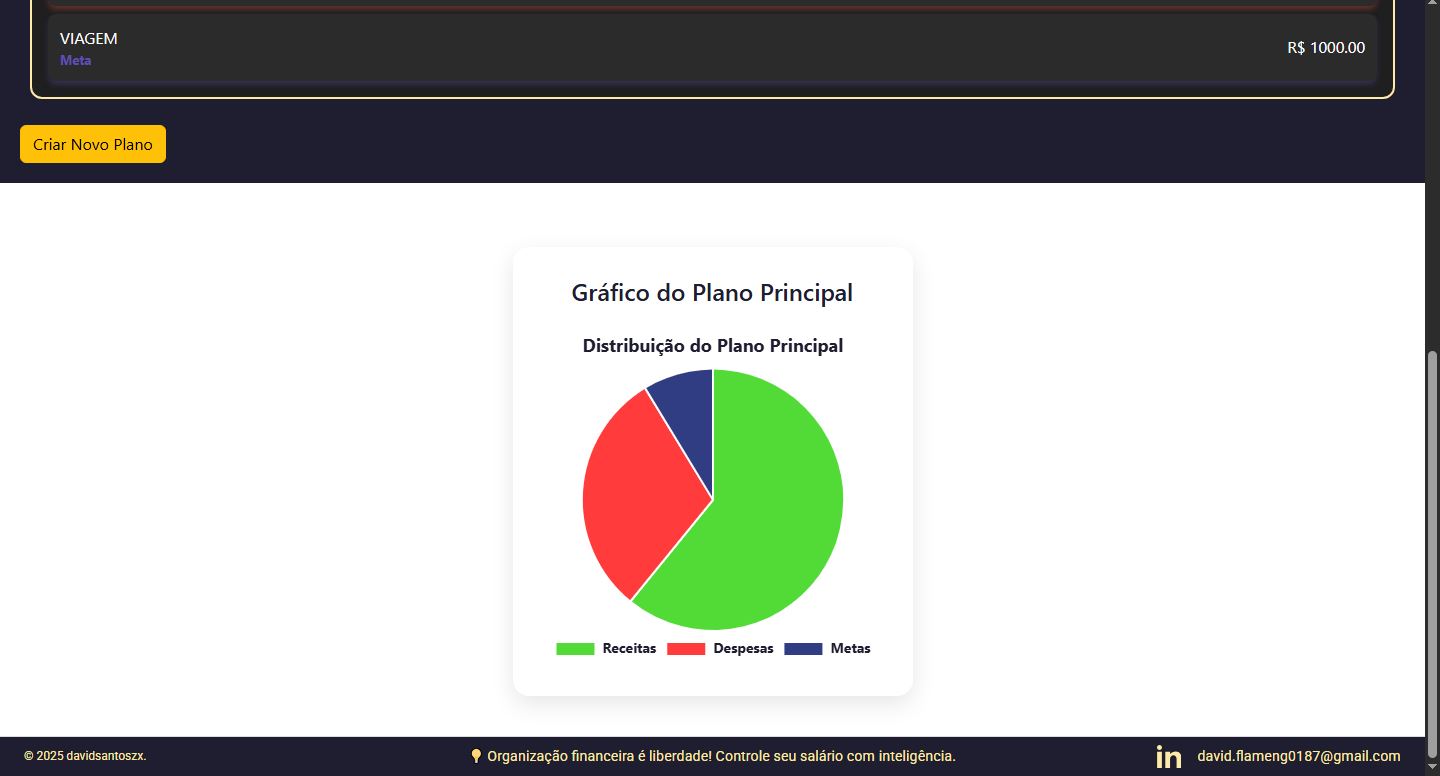 VIAGEM
R$ 1000.00
Meta
Criar Novo Plano
Gráfico do Plano Principal
Distribuição do Plano Principal
Receitas Despesas Metas
© 2025 davidsantoszx.
💡 Organização financeira é liberdade! Controle seu salário com inteligência.
in david.flameng0187@gmail.com